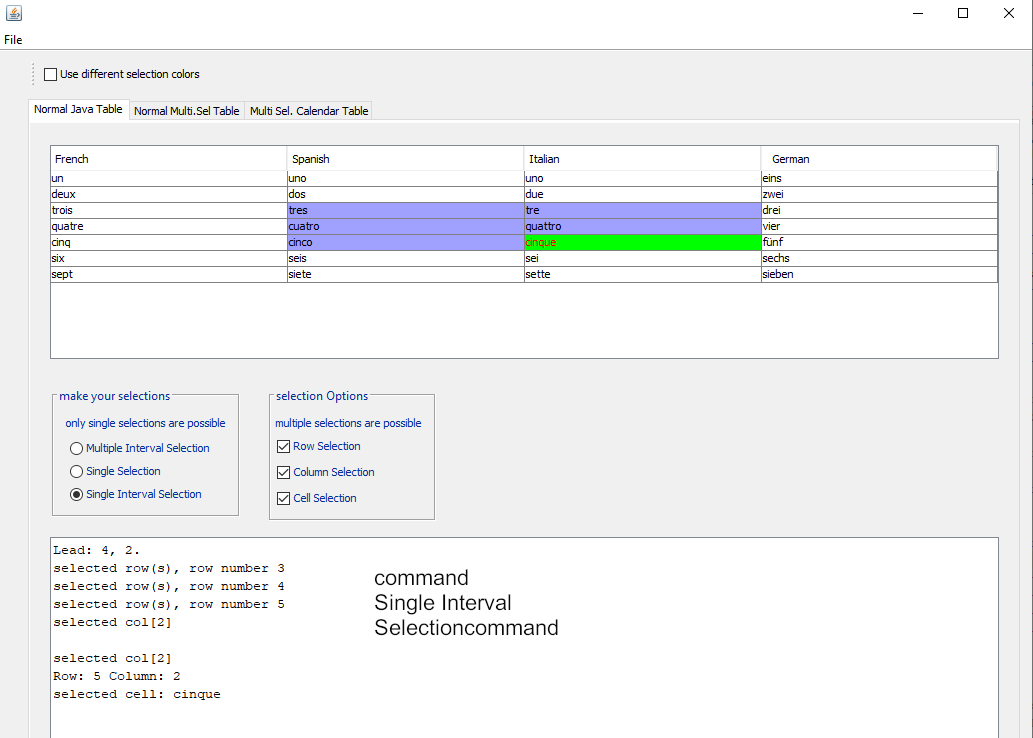 File
Use different selection colors
Normal Java Table Normal Multi.Sel Table Multi Sel. Calendar Table
French Spanish Italian German
un uno uno eins
deux dos due zwei
trois tres tre drei
quatre cuatro quattro vier
cinq cinco cinque fünf
six seis sei sechs
sept siete sette sieben
make your selections
only single selections are possible
Multiple Interval Selection
Single Selection
Single Interval Selection
selection Options
multiple selections are possible
Row Selection
Column Selection
Cell Selection
Lead: 4, 2.
selected row(s), row number 3
selected row(s), row number 4
selected row(s), row number 5
selected col[2]
selected col[2]
Row: 5 Column: 2
selected cell: cinque
command
Single Interval
Selectioncommand